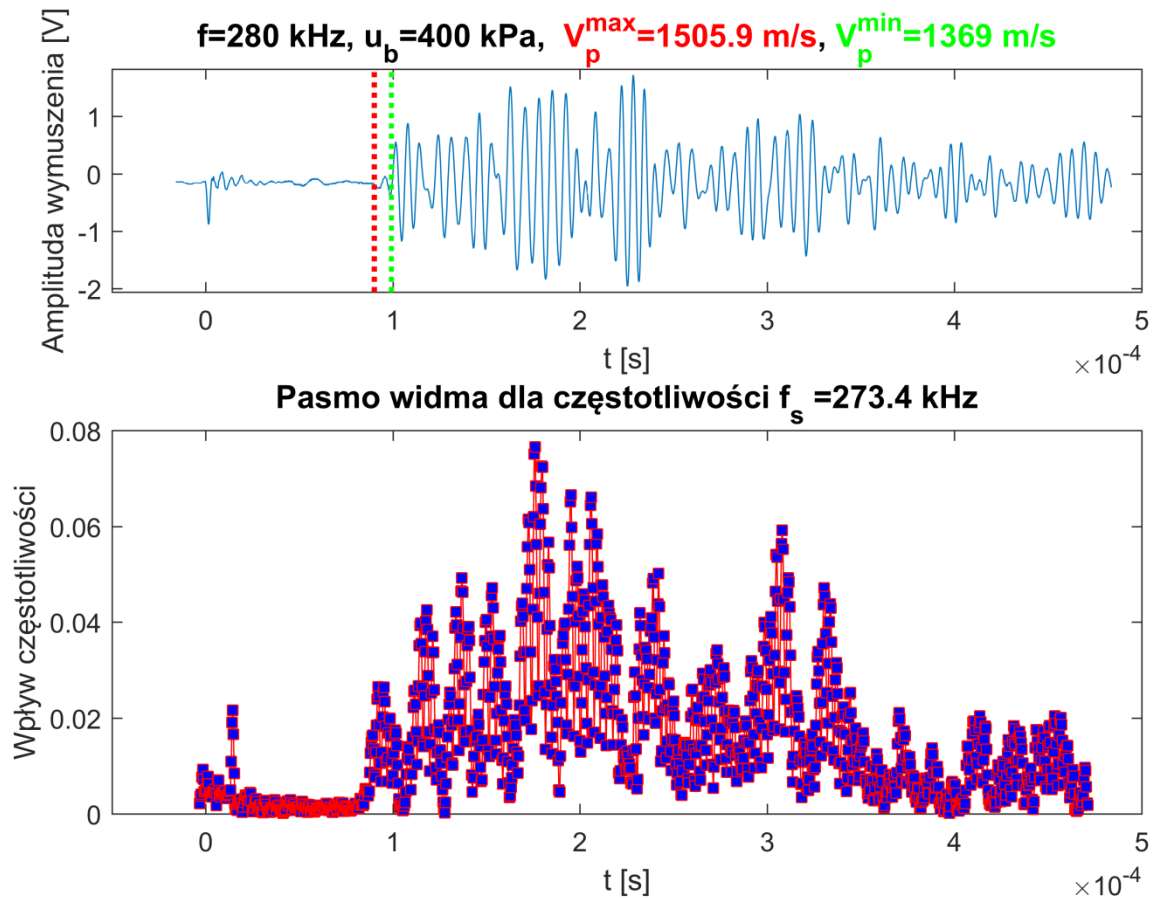 f=280 kHz, u_b=400 kPa, V_p^max=1505.9 m/s, V_p^min=1369 m/s
Amplituda wymuszenia [V]
1
0
-1
-2
0 1 2 3 4 5
t [s]
×10^-4
Pasmo widma dla częstotliwości f_s =273.4 kHz
Wpływ częstotliwości
0.08
0.06
0.04
0.02
0
0 1 2 3 4 5
t [s]
×10^-4